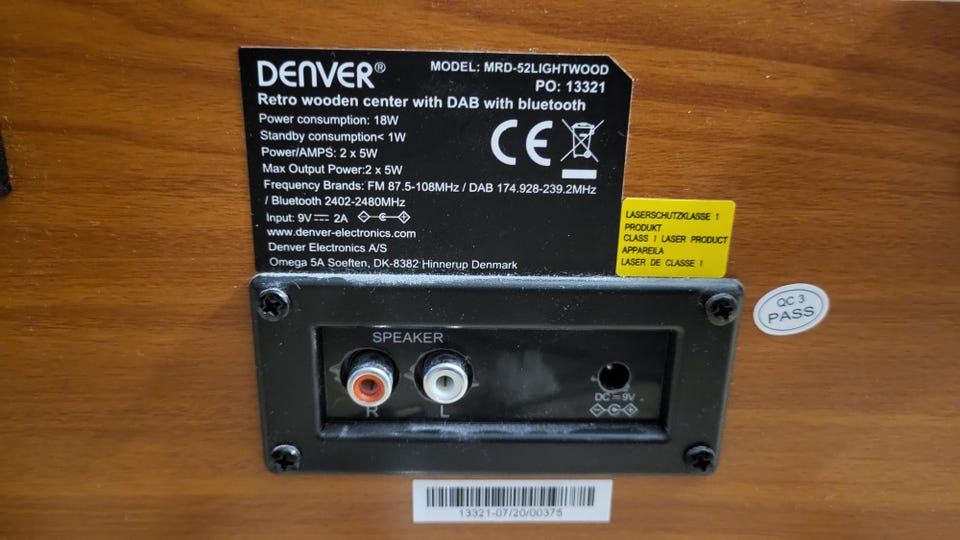 DENVER®
MODEL: MRD-52LIGHTWOOD
PO: 13321
Retro wooden center with DAB with bluetooth
Power consumption: 18W
Standby consumption< 1W
Power/AMPS: 2 x 5W
Max Output Power:2 x 5W
Frequency Brands: FM 87.5-108MHz / DAB 174.928-239.2MHz
/ Bluetooth 2402-2480MHz
Input: 9V⎓ 2A
www.denver-electronics.com
Denver Electronics A/S
Omega 5A Soeften, DK-8382 Hinnerup Denmark
CE
LASERSCHUTZKLASSE 1
PRODUKT
CLASS 1 LASER PRODUCT
APPAREILA
LASER DE CLASSE 1
QC 3
PASS
SPEAKER
R L
DC⎓9V
13321-07/20/00375